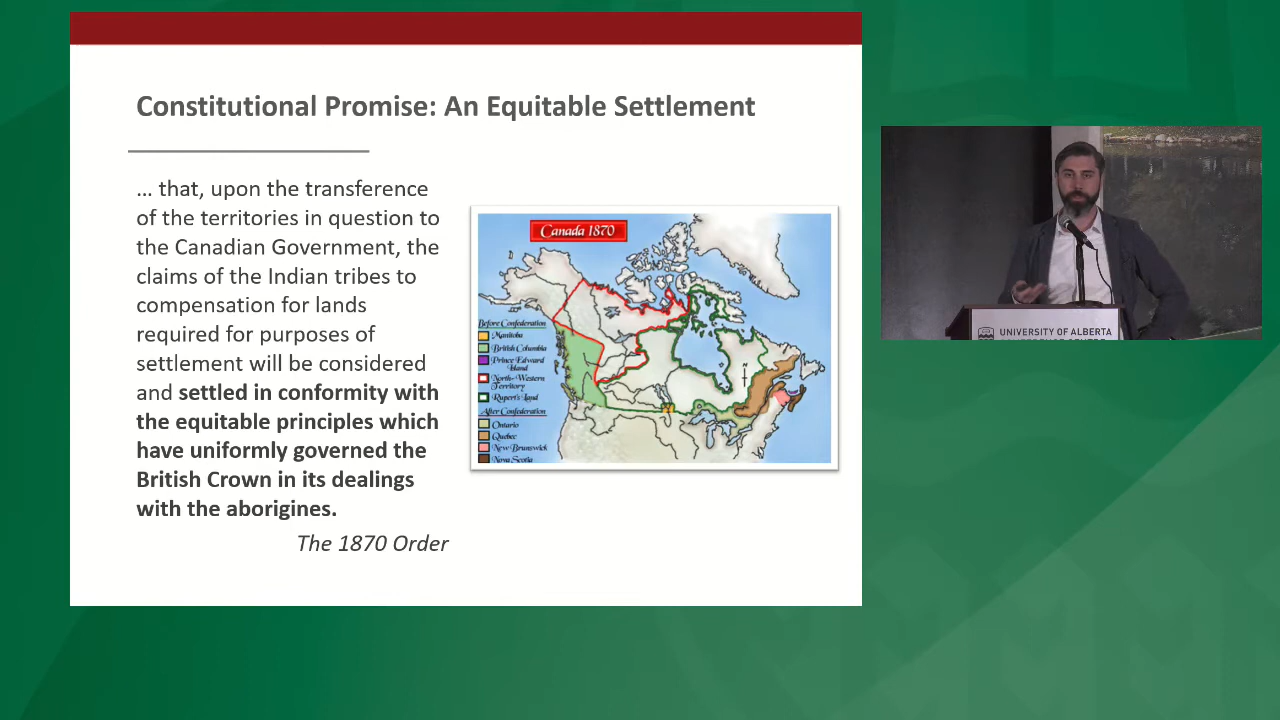 Constitutional Promise: An Equitable Settlement
... that, upon the transference
of the territories in question to
the Canadian Government, the
claims of the Indian tribes to
compensation for lands
required for purposes of
settlement will be considered
and settled in conformity with
the equitable principles which
have uniformly governed the
British Crown in its dealings
with the aborigines.
The 1870 Order
Canada 1870
Before Confederation
Manitoba
British Columbia
Prince Edward
Island
North-Western
Territory
Rupert's Land
After Confederation
Ontario
Quebec
New Brunswick
Nova Scotia
N
UNIVERSITY OF ALBERTA